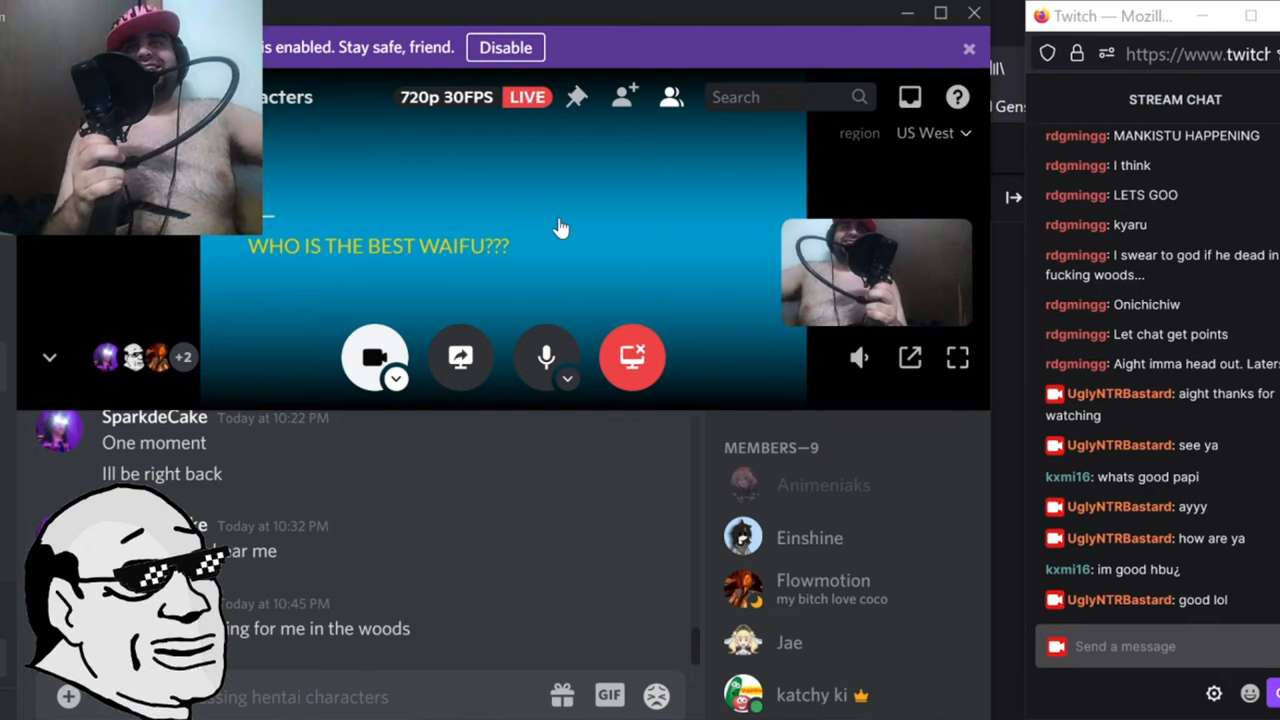 is enabled. Stay safe, friend.
Disable
acters
720p 30FPS
LIVE
Search
region
US West
WHO IS THE BEST WAIFU???
+2
SparkdeCake Today at 10:22 PM
One moment
Ill be right back
ke Today at 10:32 PM
ear me
Today at 10:45 PM
ing for me in the woods
ssing hentai characters
GIF
MEMBERS—9
Animeniaks
Einshine
Flowmotion
my bitch love coco
Jae
katchy ki
Gens
Twitch — Mozill...
https://www.twitch
STREAM CHAT
rdgmingg: MANKISTU HAPPENING
rdgmingg: I think
rdgmingg: LETS GOO
rdgmingg: kyaru
rdgmingg: I swear to god if he dead in
fucking woods...
rdgmingg: Onichichiw
rdgmingg: Let chat get points
rdgmingg: Aight imma head out. Later
UglyNTRBastard: aight thanks for
watching
UglyNTRBastard: see ya
kxmi16: whats good papi
UglyNTRBastard: ayyy
UglyNTRBastard: how are ya
kxmi16: im good hbu¿
UglyNTRBastard: good lol
Send a message